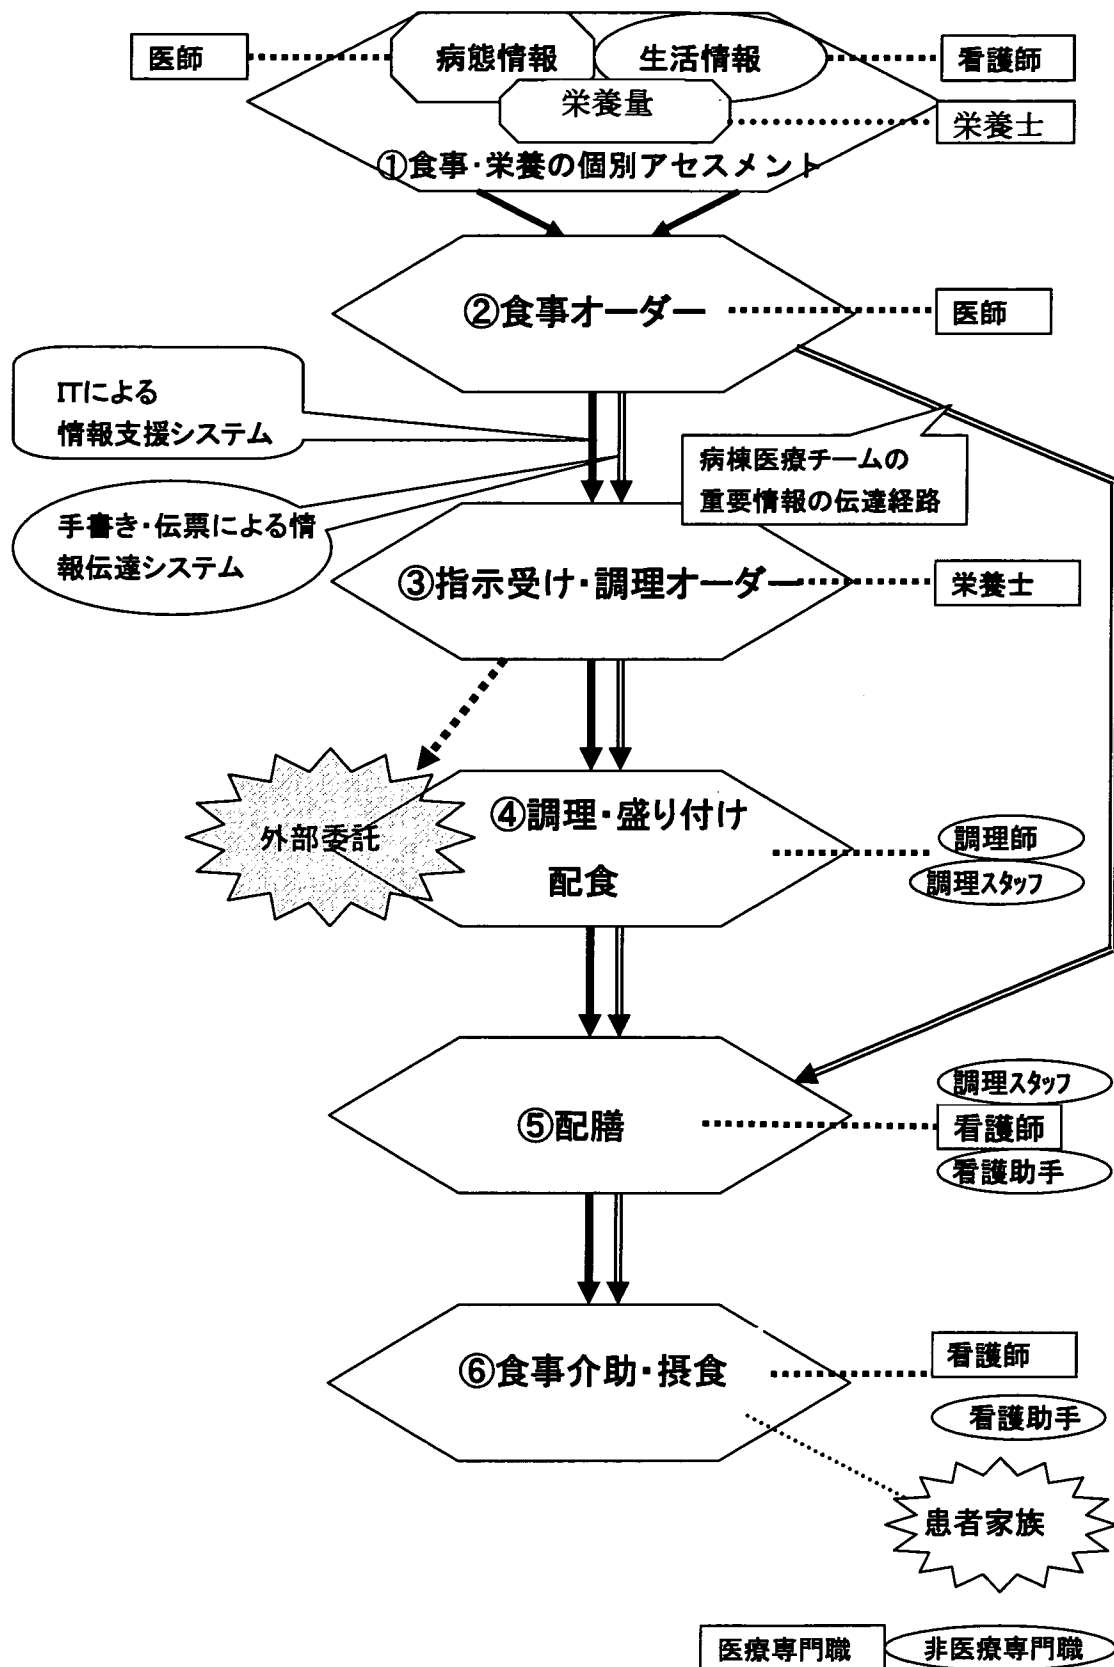 医師
病態情報
生活情報
看護師
栄養量
栄養士
①食事・栄養の個別アセスメント
②食事オーダー
医師
ITによる
情報支援システム
病棟医療チームの
重要情報の伝達経路
手書き・伝票による情
報伝達システム
③指示受け・調理オーダー
栄養士
外部委託
④調理・盛り付け
配食
調理師
調理スタッフ
⑤配膳
調理スタッフ
看護師
看護助手
⑥食事介助・摂食
看護師
看護助手
患者家族
医療専門職
非医療専門職